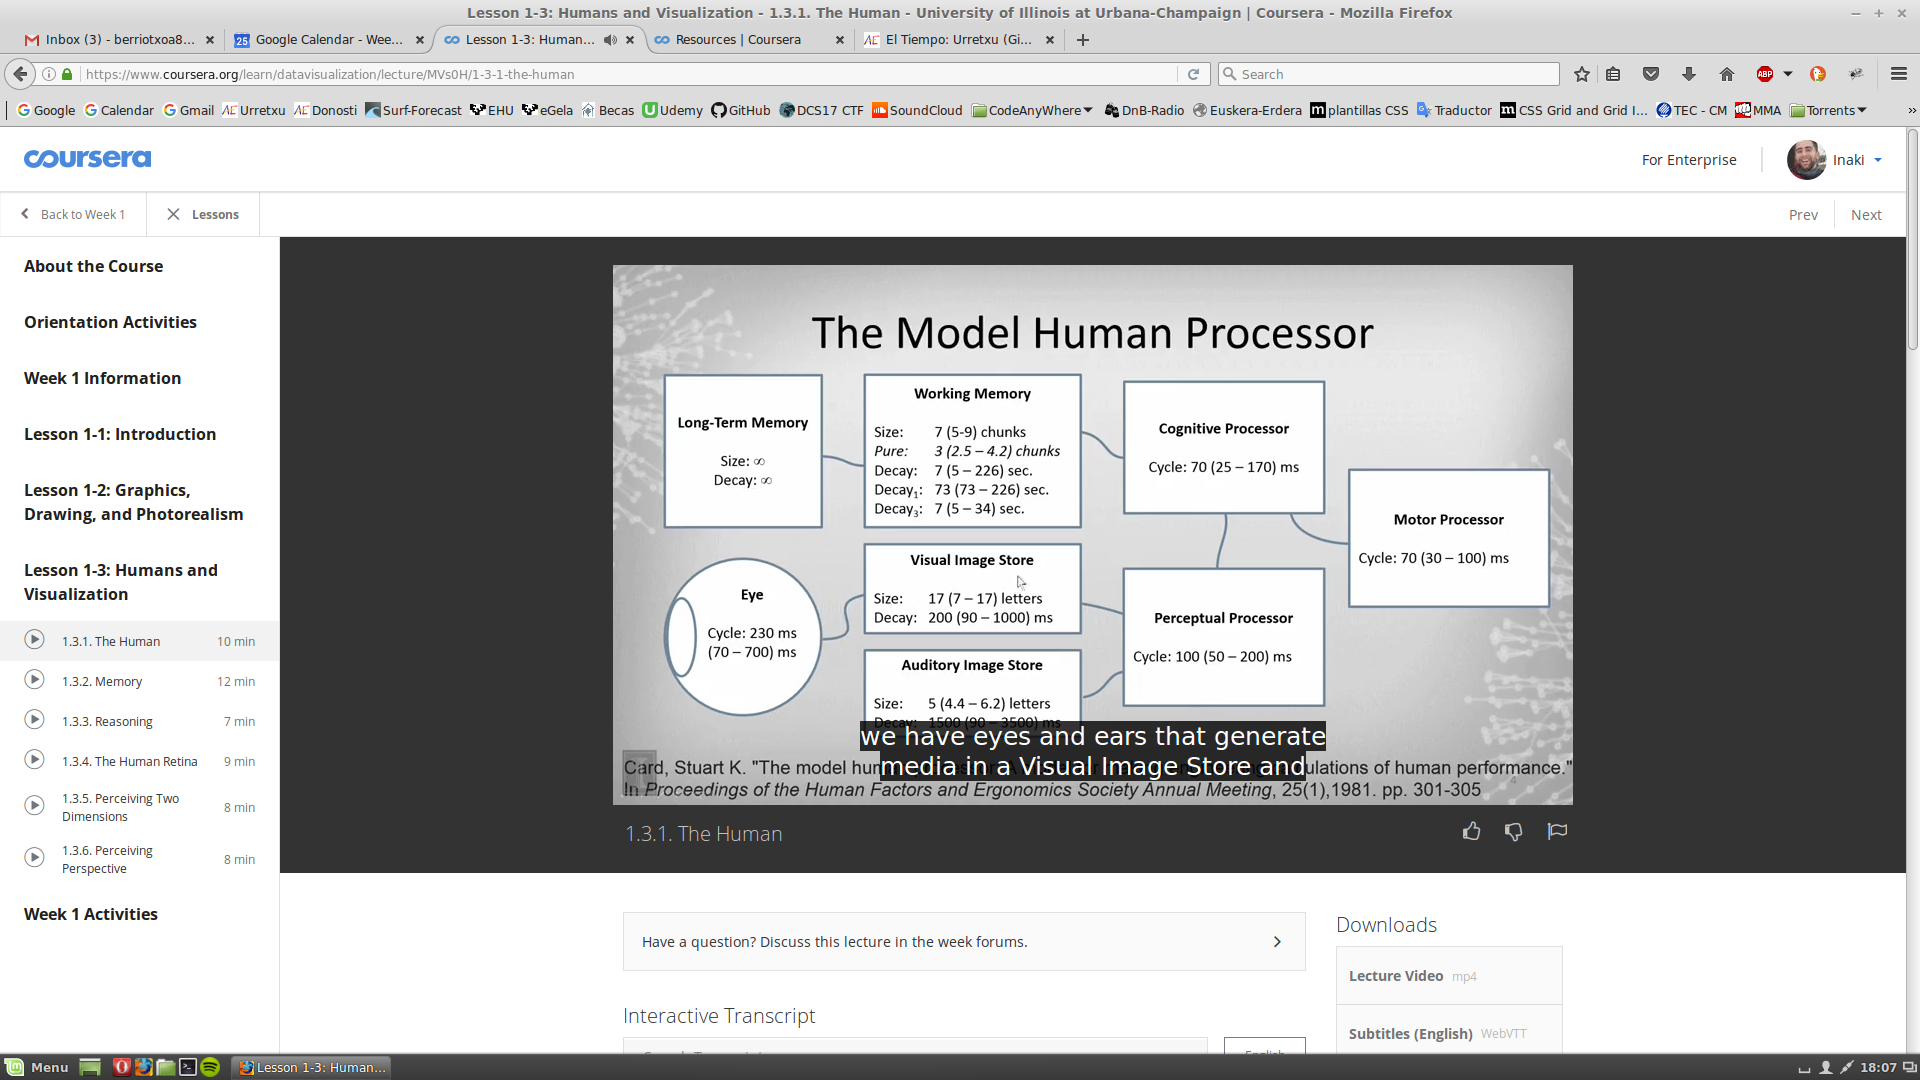 Lesson 1-3: Humans and Visualization - 1.3.1. The Human - University of Illinois at Urbana-Champaign | Coursera - Mozilla Firefox
Inbox (3) - berriotxoa8...
Google Calendar - Wee...
Lesson 1-3: Human...
Resources | Coursera
El Tiempo: Urretxu (Gi...
https://www.coursera.org/learn/datavisualization/lecture/MVs0H/1-3-1-the-human
Search
ABP
Google Calendar Gmail Urretxu Donosti Surf-Forecast EHU eGela Becas Udemy GitHub DCS17 CTF SoundCloud CodeAnyWhere DnB-Radio Euskera-Erdera plantillas CSS Traductor CSS Grid and Grid I... TEC - CM MMA Torrents
coursera
For Enterprise
Inaki
Back to Week 1
Lessons
Prev
Next
About the Course
Orientation Activities
Week 1 Information
Lesson 1-1: Introduction
Lesson 1-2: Graphics,
Drawing, and Photorealism
Lesson 1-3: Humans and
Visualization
1.3.1. The Human 10 min
1.3.2. Memory 12 min
1.3.3. Reasoning 7 min
1.3.4. The Human Retina 9 min
1.3.5. Perceiving Two
Dimensions 8 min
1.3.6. Perceiving
Perspective 8 min
Week 1 Activities
The Model Human Processor
Long-Term Memory
Size: ∞
Decay: ∞
Working Memory
Size: 7 (5-9) chunks
Pure: 3 (2.5 – 4.2) chunks
Decay: 7 (5 – 226) sec.
Decay1: 73 (73 – 226) sec.
Decay3: 7 (5 – 34) sec.
Cognitive Processor
Cycle: 70 (25 – 170) ms
Motor Processor
Cycle: 70 (30 – 100) ms
Eye
Cycle: 230 ms
(70 – 700) ms
Visual Image Store
Size: 17 (7 – 17) letters
Decay: 200 (90 – 1000) ms
Perceptual Processor
Cycle: 100 (50 – 200) ms
Auditory Image Store
Size: 5 (4.4 – 6.2) letters
Decay: 1500 (90 – 3500) ms
we have eyes and ears that generate
media in a Visual Image Store and
Card, Stuart K. "The model human of human performance."
In Proceedings of the Human Factors and Ergonomics Society Annual Meeting, 25(1),1981. pp. 301-305
1.3.1. The Human
Have a question? Discuss this lecture in the week forums.
Interactive Transcript
English
Downloads
Lecture Video mp4
Subtitles (English) WebVTT
Menu
Lesson 1-3: Human...
18:07